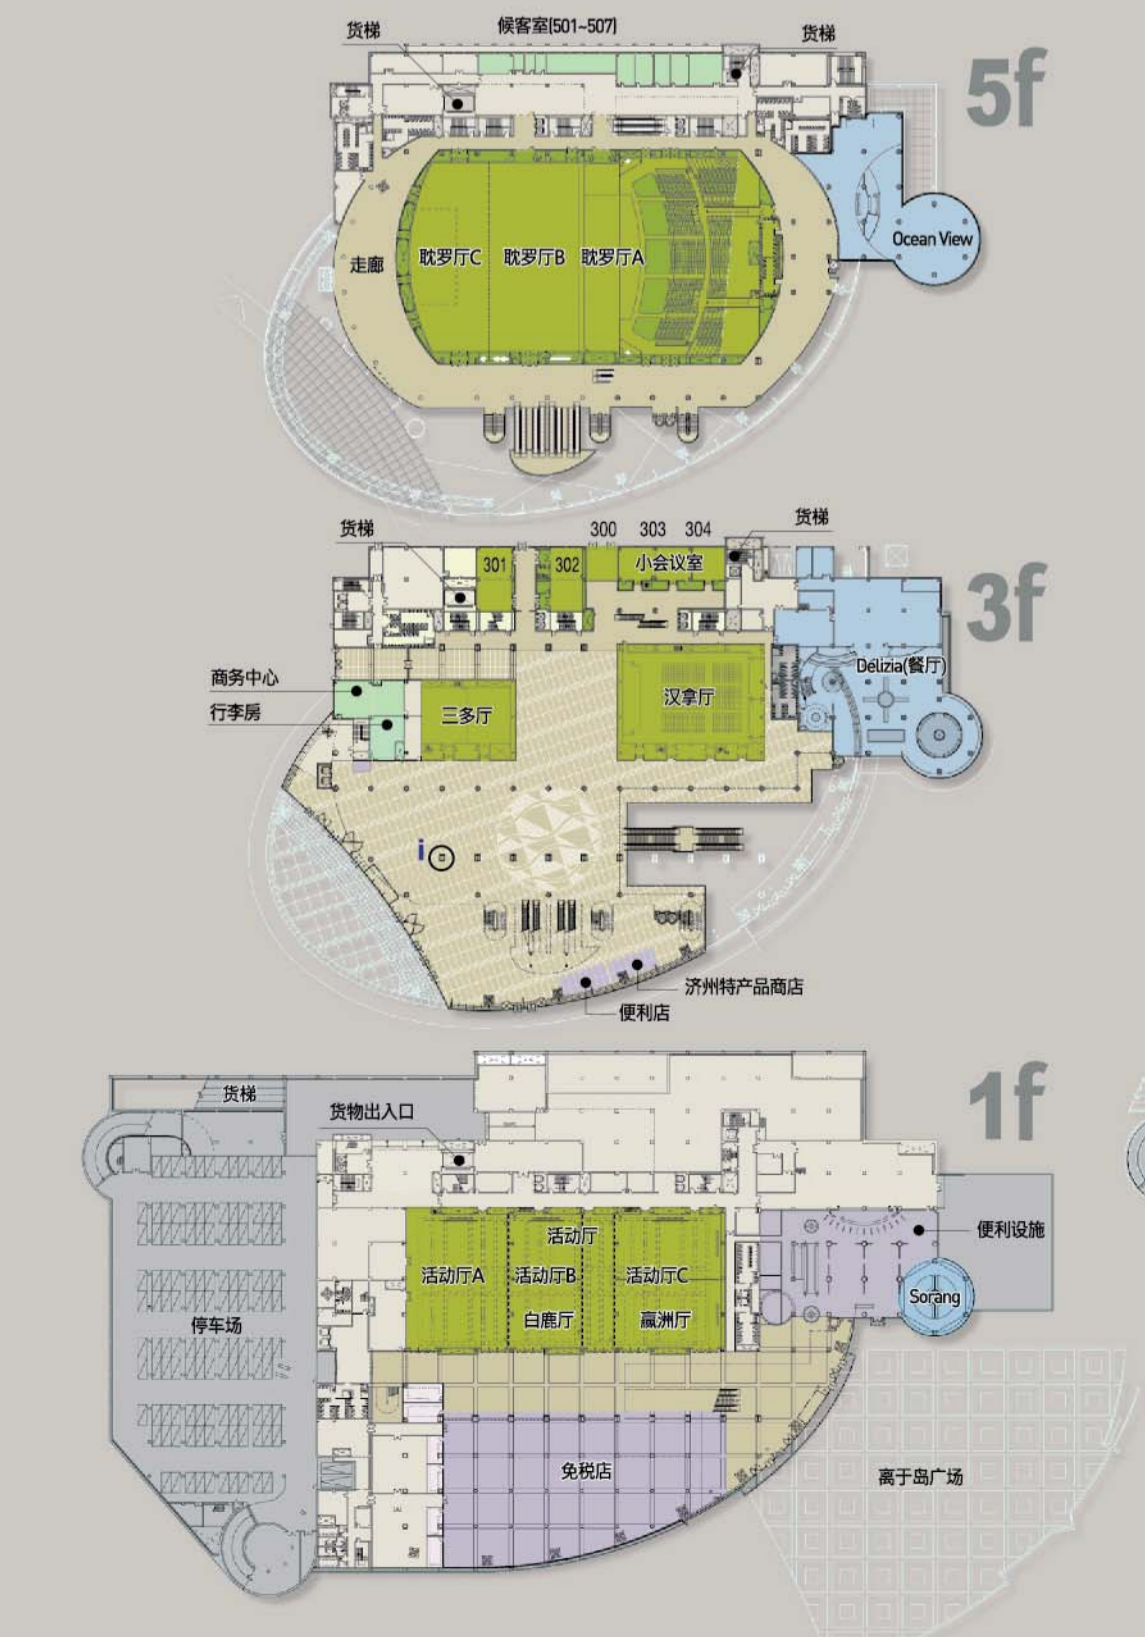 货梯
候客室(501~507)
货梯
5f
Ocean View
走廊
耽罗厅C
耽罗厅B
耽罗厅A
货梯
300
303
304
货梯
301
302
小会议室
3f
Delizia(餐厅)
商务中心
行李房
三多厅
汉拿厅
i
济州特产品商店
便利店
1f
货梯
货物出入口
活动厅
便利设施
活动厅A
活动厅B
活动厅C
Sorang
白鹿厅
瀛洲厅
停车场
免税店
离于岛广场